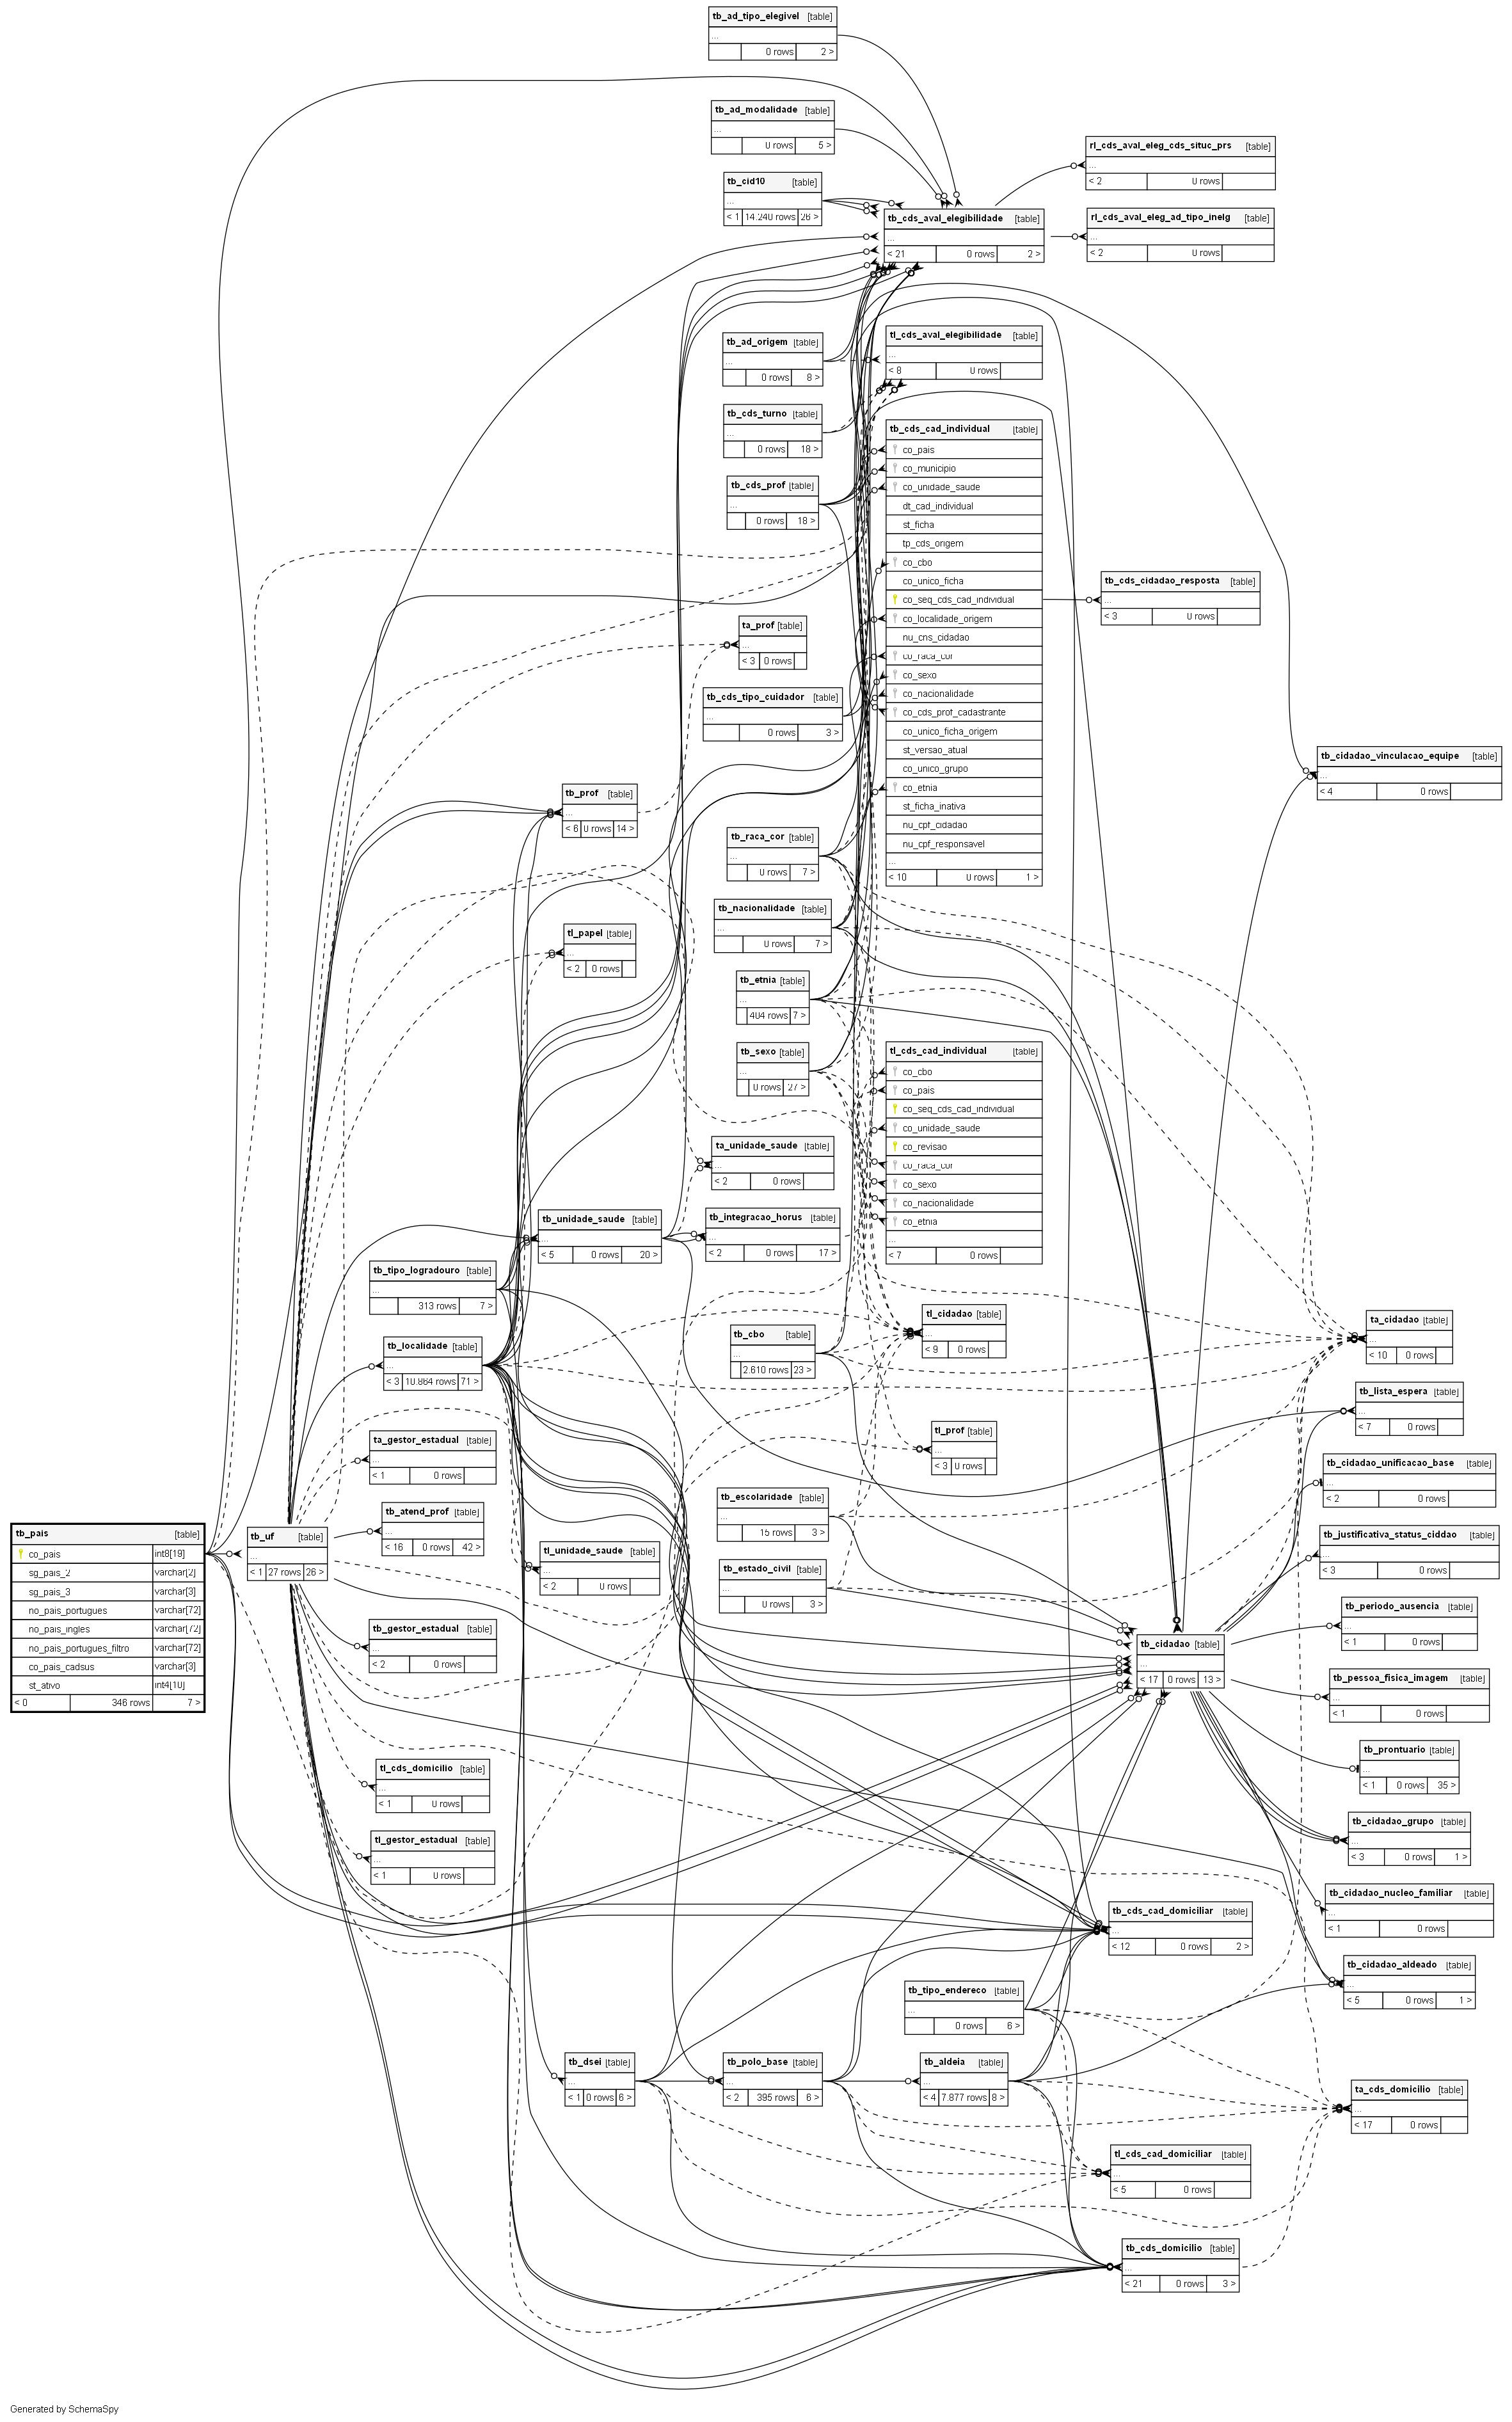 tb_ad_tipo_elegivel [table]
...
0 rows 2 >
tb_ad_modalidade [table]
...
0 rows 5 >
tb_cid10 [table]
...
< 1 14.240 rows 26 >
rl_cds_aval_eleg_cds_situc_prs [table]
...
< 2 0 rows
tb_cds_aval_elegibilidade [table]
...
< 21 0 rows 2 >
rl_cds_aval_eleg_ad_tipo_inelg [table]
...
< 2 0 rows
tb_ad_origem [table]
...
0 rows 8 >
tl_cds_aval_elegibilidade [table]
...
< 8 0 rows
tb_cds_turno [table]
...
0 rows 18 >
tb_cds_prof [table]
...
0 rows 18 >
tb_cds_cad_individual [table]
co_pais
co_municipio
co_unidade_saude
dt_cad_individual
st_ficha
tp_cds_origem
co_cbo
co_unico_ficha
co_seq_cds_cad_individual
co_localidade_origem
nu_cns_cidadao
co_raca_cor
co_sexo
co_nacionalidade
co_cds_prof_cadastrante
co_unico_ficha_origem
st_versao_atual
co_unico_grupo
co_etnia
st_ficha_inativa
nu_cpf_cidadao
nu_cpf_responsavel
...
< 10 0 rows 1 >
tb_cds_cidadao_resposta [table]
...
< 3 0 rows
ta_prof [table]
...
< 3 0 rows
tb_cds_tipo_cuidador [table]
...
0 rows 3 >
tb_cidadao_vinculacao_equipe [table]
...
< 4 0 rows
tb_prof [table]
...
< 6 0 rows 14 >
tb_raca_cor [table]
...
0 rows 7 >
tb_nacionalidade [table]
...
0 rows 7 >
tl_papel [table]
...
< 2 0 rows
tb_etnia [table]
...
404 rows 7 >
tb_sexo [table]
...
0 rows 27 >
tl_cds_cad_individual [table]
co_cbo
co_pais
co_seq_cds_cad_individual
co_unidade_saude
co_revisao
co_raca_cor
co_sexo
co_nacionalidade
co_etnia
...
< 7 0 rows
ta_unidade_saude [table]
...
< 2 0 rows
tb_unidade_saude [table]
...
< 5 0 rows 20 >
tb_integracao_horus [table]
...
< 2 0 rows 17 >
tb_tipo_logradouro [table]
...
313 rows 7 >
tb_localidade [table]
...
< 3 10.864 rows 71 >
tb_cbo [table]
...
2.610 rows 23 >
tl_cidadao [table]
...
< 9 0 rows
ta_cidadao [table]
...
< 10 0 rows
tb_lista_espera [table]
...
< 7 0 rows
ta_gestor_estadual [table]
...
< 1 0 rows
tl_prof [table]
...
< 3 0 rows
tb_cidadao_unificacao_base [table]
...
< 2 0 rows
tb_escolaridade [table]
...
15 rows 3 >
tb_atend_prof [table]
...
< 16 0 rows 42 >
tb_justificativa_status_ciddao [table]
...
< 3 0 rows
tb_pais [table]
co_pais int8[19]
sg_pais_2 varchar[2]
sg_pais_3 varchar[3]
no_pais_portugues varchar[72]
no_pais_ingles varchar[72]
no_pais_portugues_filtro varchar[72]
co_pais_cadsus varchar[3]
st_ativo int4[10]
< 0 346 rows 7 >
tb_uf [table]
...
< 1 27 rows 26 >
tl_unidade_saude [table]
...
< 2 0 rows
tb_estado_civil [table]
...
0 rows 3 >
tb_periodo_ausencia [table]
...
< 1 0 rows
tb_gestor_estadual [table]
...
< 2 0 rows
tb_cidadao [table]
...
< 17 0 rows 13 >
tb_pessoa_fisica_imagem [table]
...
< 1 0 rows
tb_prontuario [table]
...
< 1 0 rows 35 >
tl_cds_domicilio [table]
...
< 1 0 rows
tb_cidadao_grupo [table]
...
< 3 0 rows 1 >
tl_gestor_estadual [table]
...
< 1 0 rows
tb_cidadao_nucleo_familiar [table]
...
< 1 0 rows
tb_cds_cad_domiciliar [table]
...
< 12 0 rows 2 >
tb_cidadao_aldeado [table]
...
< 5 0 rows 1 >
tb_tipo_endereco [table]
...
0 rows 6 >
tb_dsei [table]
...
< 1 0 rows 6 >
tb_polo_base [table]
...
< 2 395 rows 6 >
tb_aldeia [table]
...
< 4 7.877 rows 8 >
ta_cds_domicilio [table]
...
< 17 0 rows
tl_cds_cad_domiciliar [table]
...
< 5 0 rows
tb_cds_domicilio [table]
...
< 21 0 rows 3 >
Generated by SchemaSpy